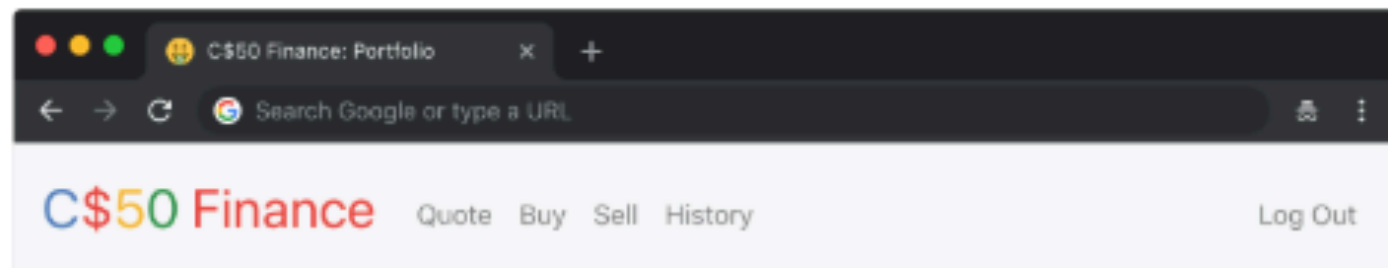 C$50 Finance: Portfolio
Search Google or type a URL
C$50 Finance Quote Buy Sell History Log Out